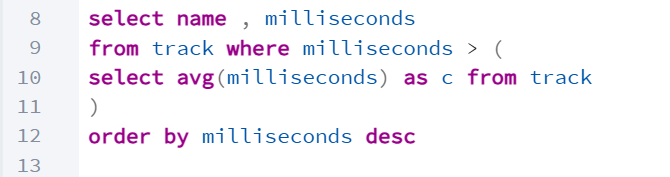 8 select name , milliseconds
9 from track where milliseconds > (
10 select avg(milliseconds) as c from track
11 )
12 order by milliseconds desc
13